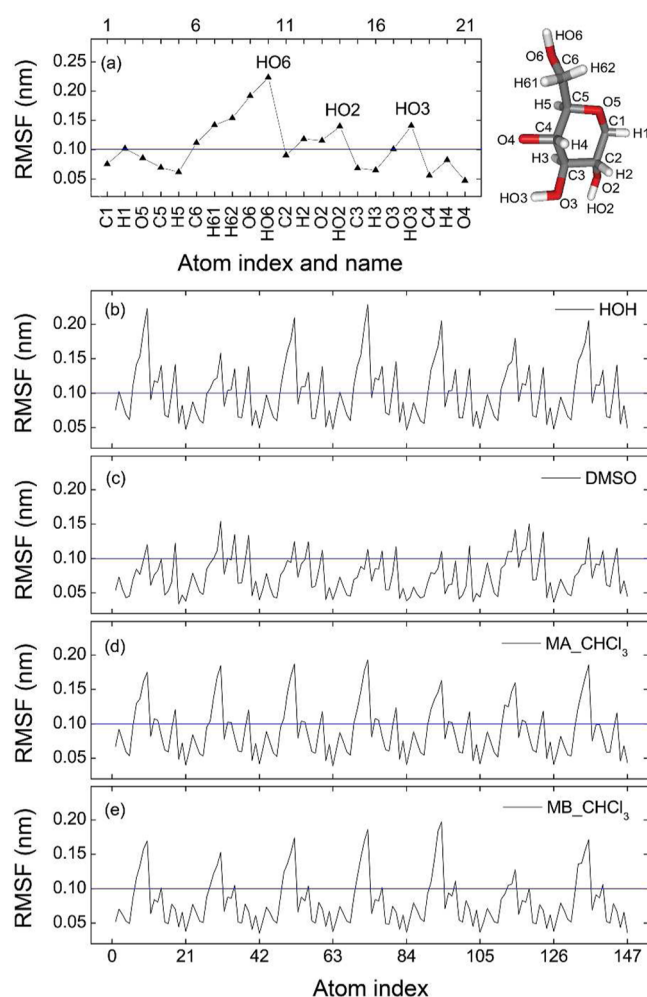 1 6 11 16 21
(a)
RMSF (nm)
0.25
0.20
0.15
0.10
0.05
HO6
HO2
HO3
C1 H1 O5 C5 H5 C6 H61 H62 O6 HO6 C2 H2 O2 HO2 C3 H3 O3 HO3 C4 H4 O4
Atom index and name
HO6
O6 C6
H62
H61
C5
H5 O5
C4 C1
O4 H1
H4
H3 C2
C3 H2
O2
HO3 O3 HO2
(b)
HOH
RMSF (nm)
0.20
0.15
0.10
0.05
(c)
DMSO
RMSF (nm)
0.20
0.15
0.10
0.05
(d)
MA_CHCl3
RMSF (nm)
0.20
0.15
0.10
0.05
(e)
MB_CHCl3
RMSF (nm)
0.20
0.15
0.10
0.05
0 21 42 63 84 105 126 147
Atom index